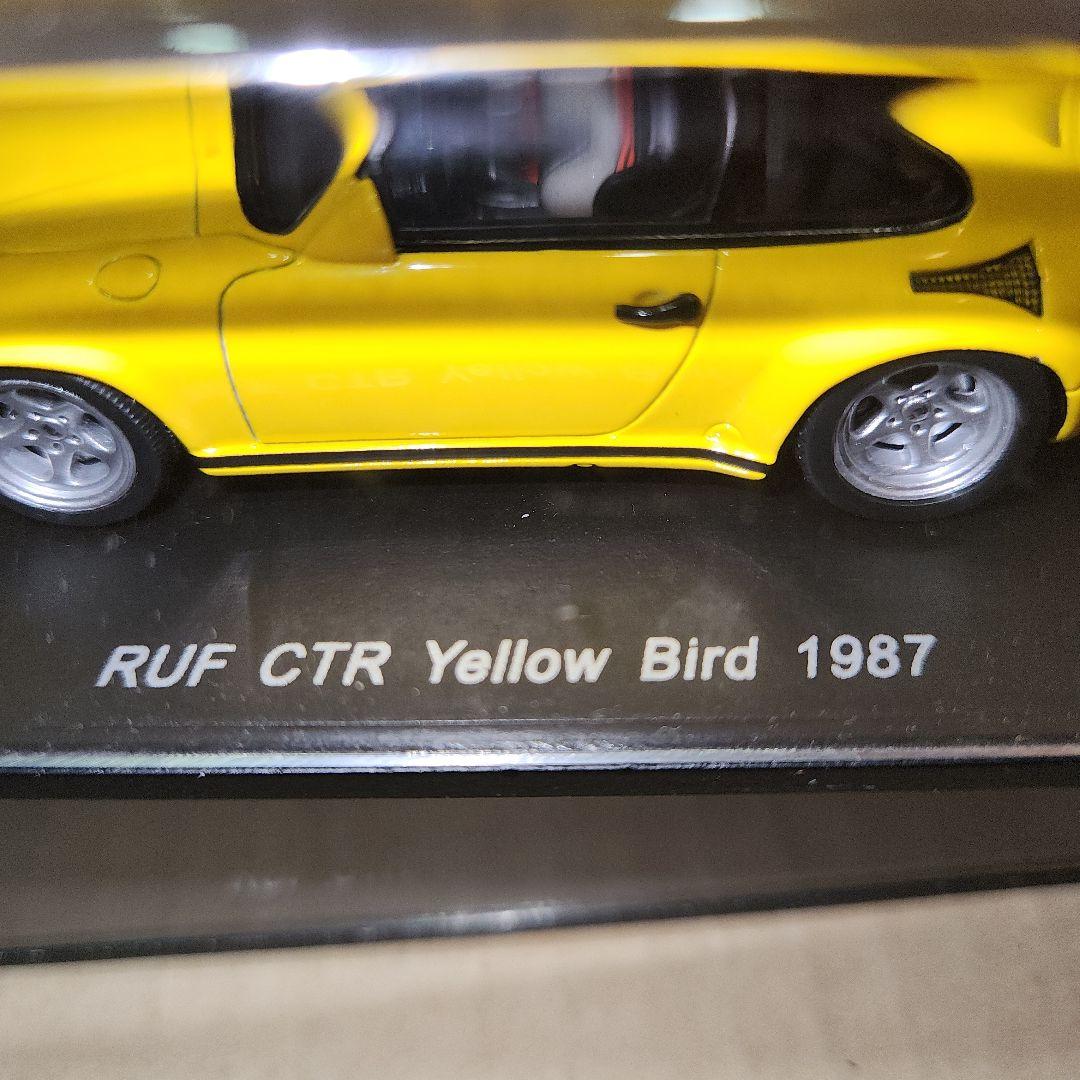 RUF CTR Yellow Bird 1987